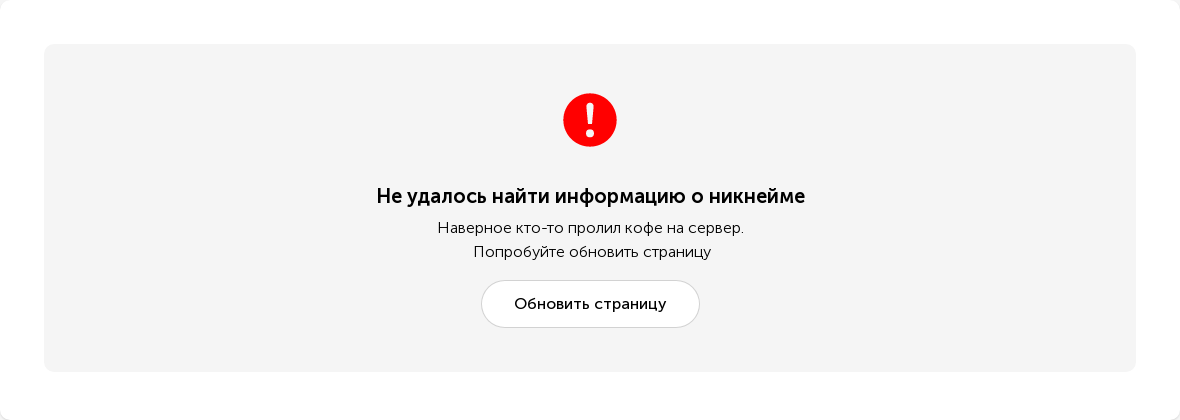 Не удалось найти информацию о никнейме
Наверное кто-то пролил кофе на сервер.
Попробуйте обновить страницу
Обновить страницу